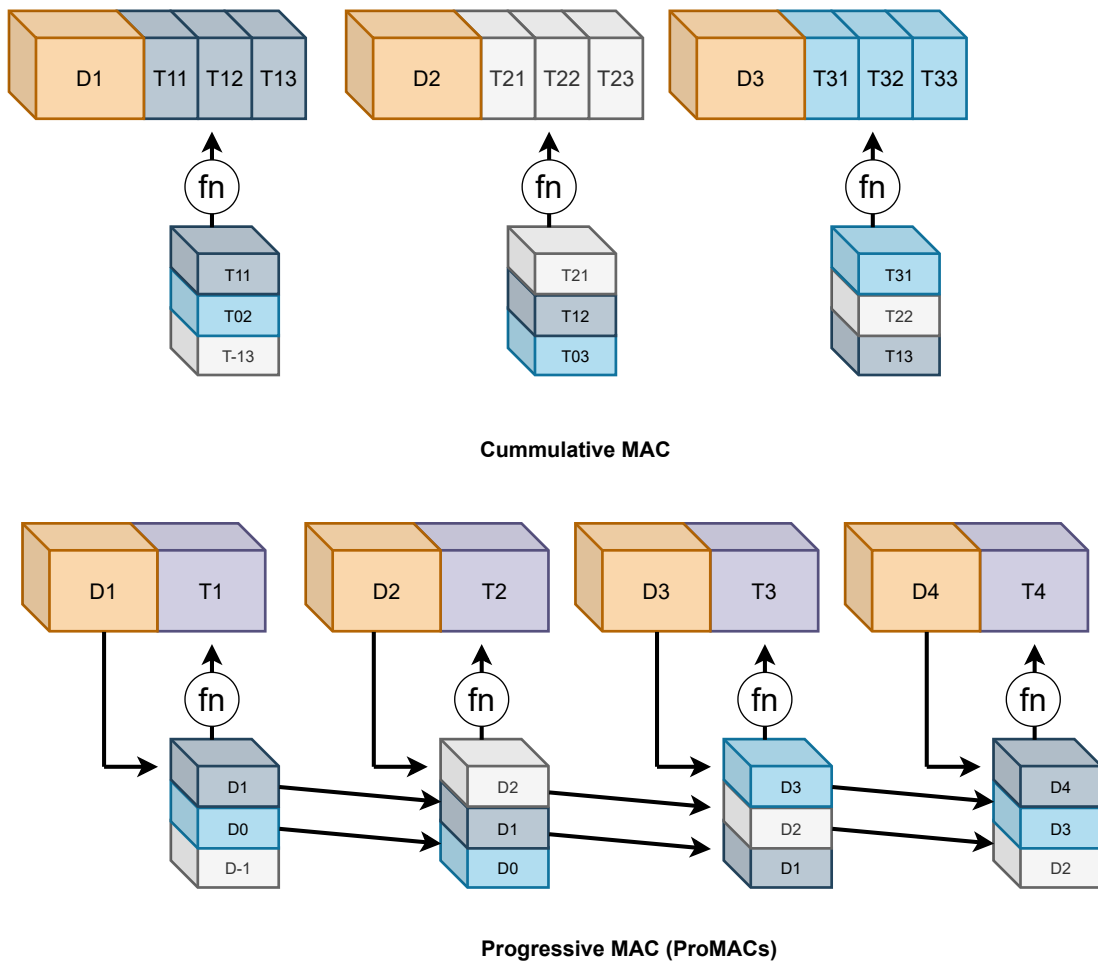 D1 T11 T12 T13 D2 T21 T22 T23 D3 T31 T32 T33
fn fn fn
T11 T21 T31
T02 T12 T22
T-13 T03 T13
Cummulative MAC
D1 T1 D2 T2 D3 T3 D4 T4
fn fn fn fn
D1 D2 D3 D4
D0 D1 D2 D3
D-1 D0 D1 D2
Progressive MAC (ProMACs)